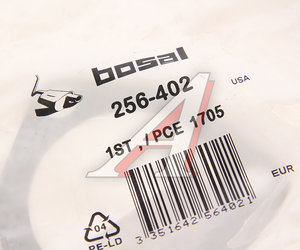 bosal
256-402
USA
1ST , / PCE 1705
EUR
3 351642 564021
04
PE-LD